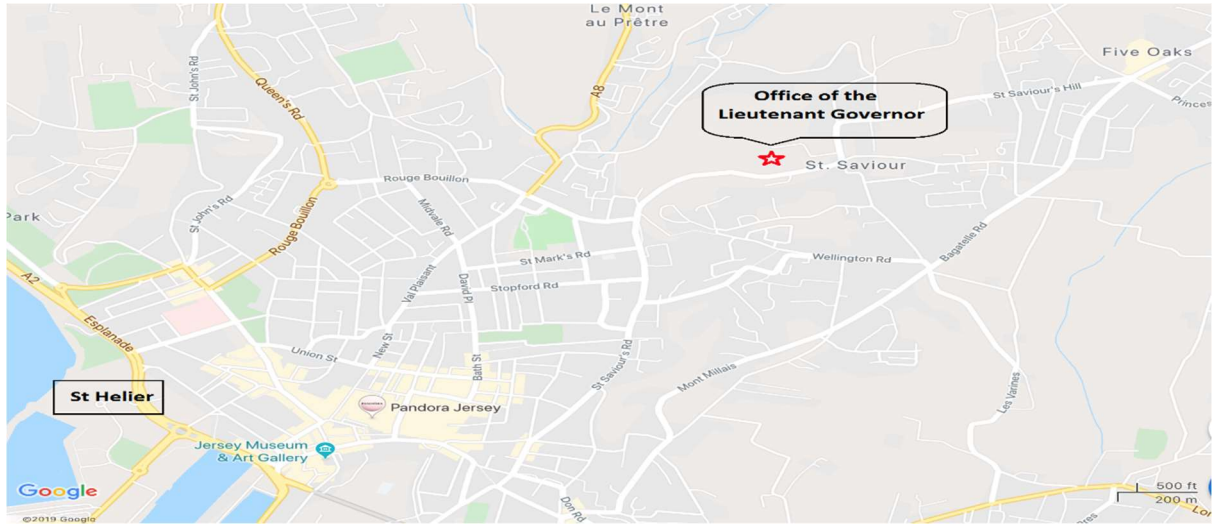 Le Mont
au Prêtre
Five Oaks
St John's Rd
Queen's Rd
A8
Office of the
Lieutenant Governor
St Saviour's Hill
Princes
St. Saviour
Rouge Bouillon
Midvale Rd
St John's Rd
Park
Rouge Bouillon
Bagatelle Rd
St Mark's Rd
Wellington Rd
A2
Val Plaisant
David Pl
Stopford Rd
Esplanade
Union St
New St
Bath St
St Saviour's Rd
Mont Millais
Les Varines
St Helier
Pandora Jersey
Jersey Museum
& Art Gallery
Don Rd
Google
500 ft
200 m
©2019 Google
Lon